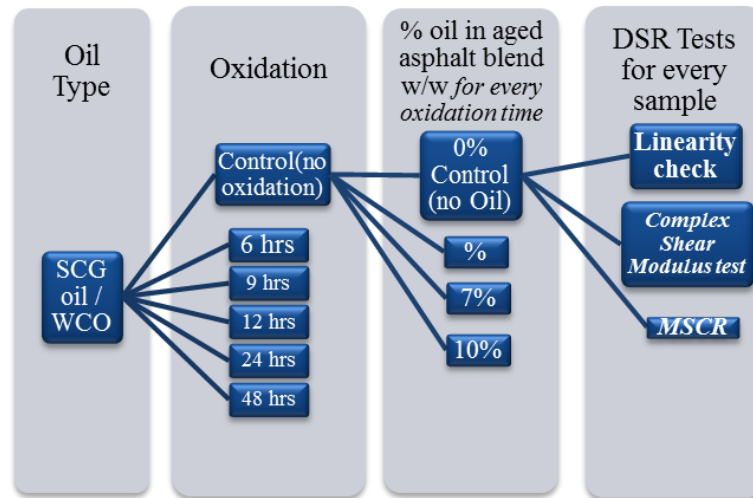 Oil
Type
SCG
oil /
WCO
Oxidation
Control(no
oxidation)
6 hrs
9 hrs
12 hrs
24 hrs
48 hrs
% oil in aged
asphalt blend
w/w for every
oxidation time
0%
Control
(no Oil)
%
7%
10%
DSR Tests
for every
sample
Linearity
check
Complex
Shear
Modulus test
MSCR